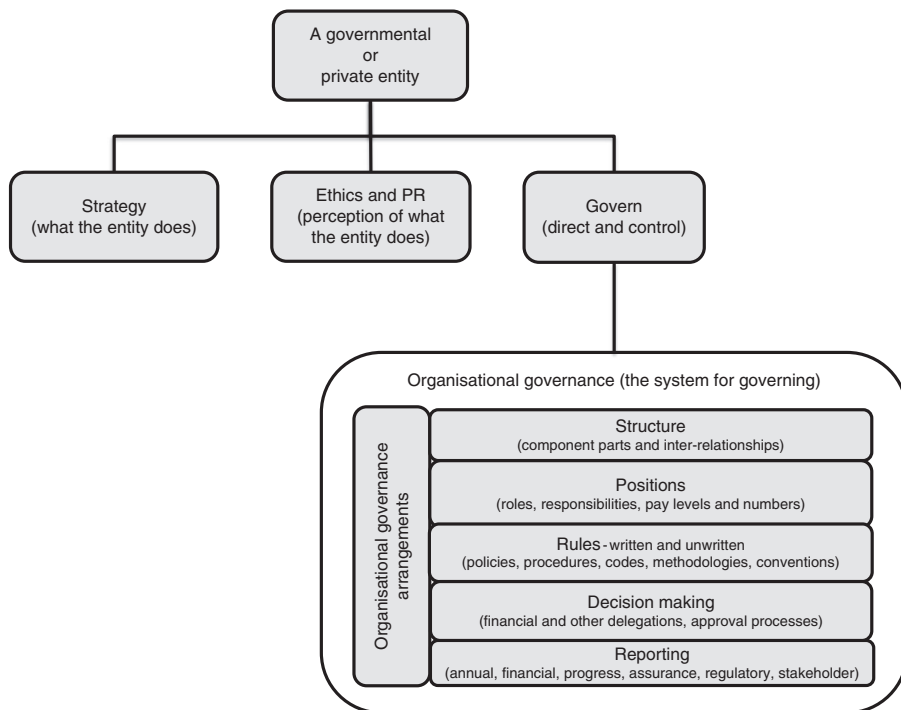 A governmental
or
private entity
Strategy
(what the entity does)
Ethics and PR
(perception of what
the entity does)
Govern
(direct and control)
Organisational governance (the system for governing)
Organisational governance
arrangements
Structure
(component parts and inter-relationships)
Positions
(roles, responsibilities, pay levels and numbers)
Rules - written and unwritten
(policies, procedures, codes, methodologies, conventions)
Decision making
(financial and other delegations, approval processes)
Reporting
(annual, financial, progress, assurance, regulatory, stakeholder)